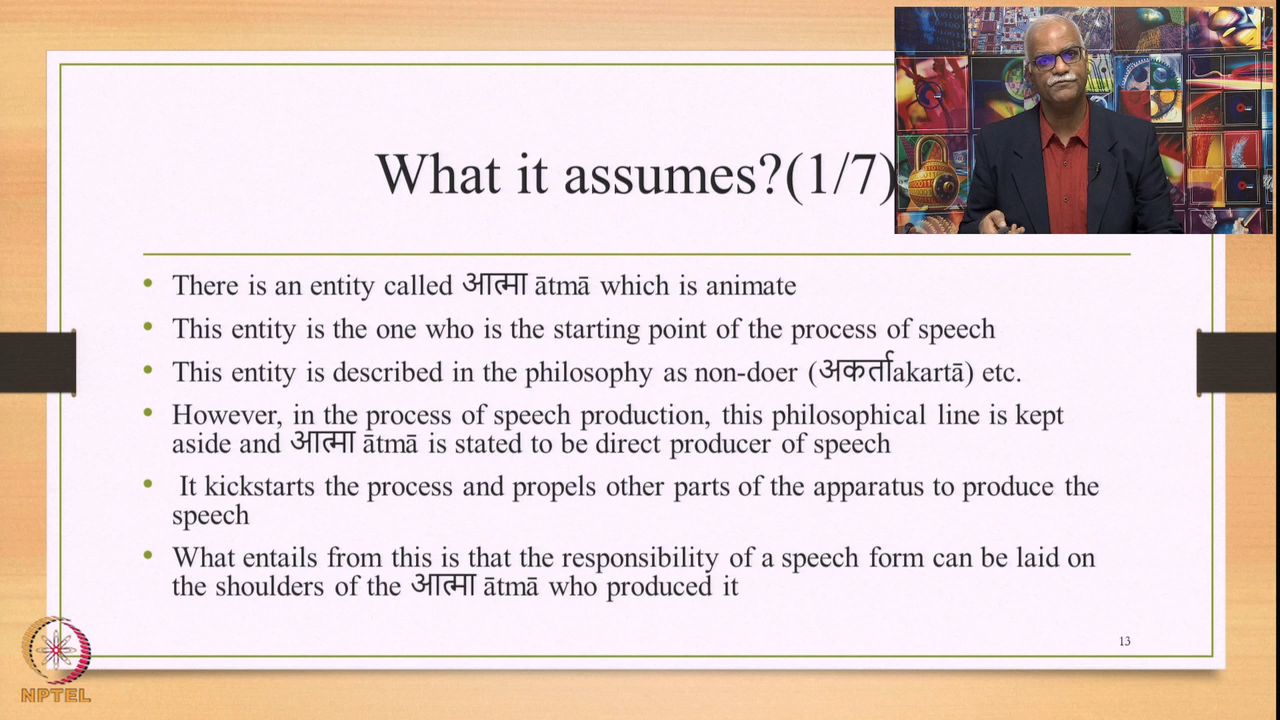 What it assumes?(1/7)
• There is an entity called आत्मा ātmā which is animate
• This entity is the one who is the starting point of the process of speech
• This entity is described in the philosophy as non-doer (अकर्ताakartā) etc.
• However, in the process of speech production, this philosophical line is kept
aside and आत्मा ātmā is stated to be direct producer of speech
• It kickstarts the process and propels other parts of the apparatus to produce the
speech
• What entails from this is that the responsibility of a speech form can be laid on
the shoulders of the आत्मा ātmā who produced it
13
NPTEL